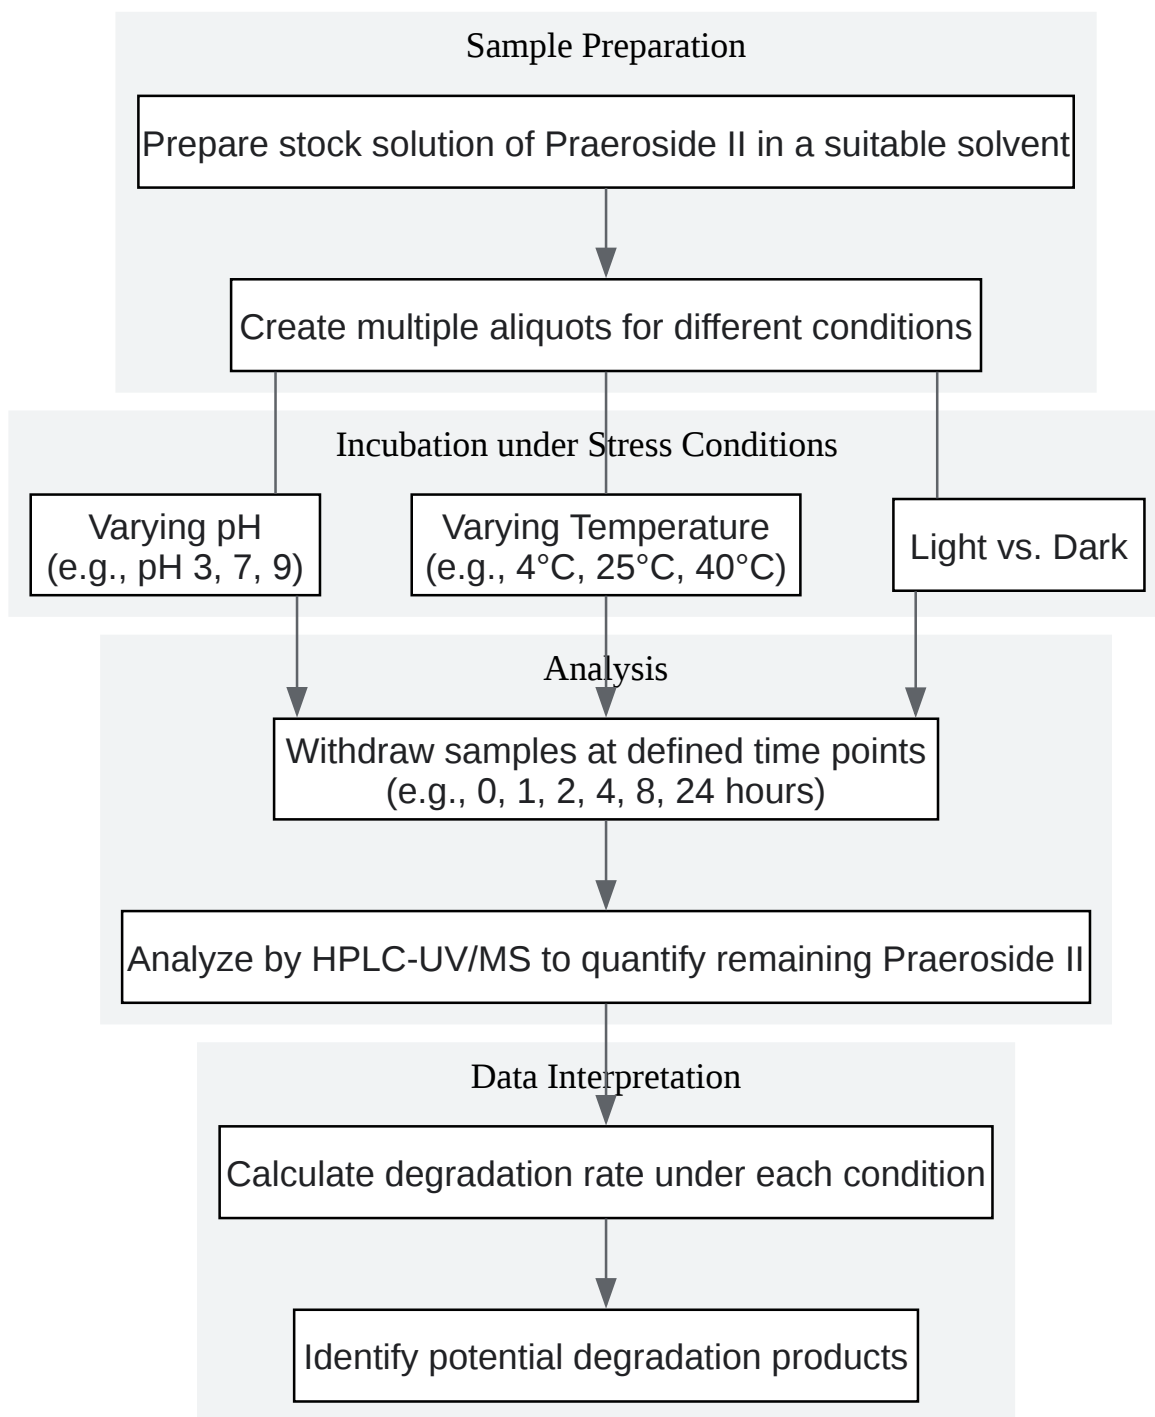 Sample Preparation
Prepare stock solution of Praeroside II in a suitable solvent
Create multiple aliquots for different conditions
Incubation under Stress Conditions
Varying pH
(e.g., pH 3, 7, 9)
Varying Temperature
(e.g., 4°C, 25°C, 40°C)
Light vs. Dark
Analysis
Withdraw samples at defined time points
(e.g., 0, 1, 2, 4, 8, 24 hours)
Analyze by HPLC-UV/MS to quantify remaining Praeroside II
Data Interpretation
Calculate degradation rate under each condition
Identify potential degradation products